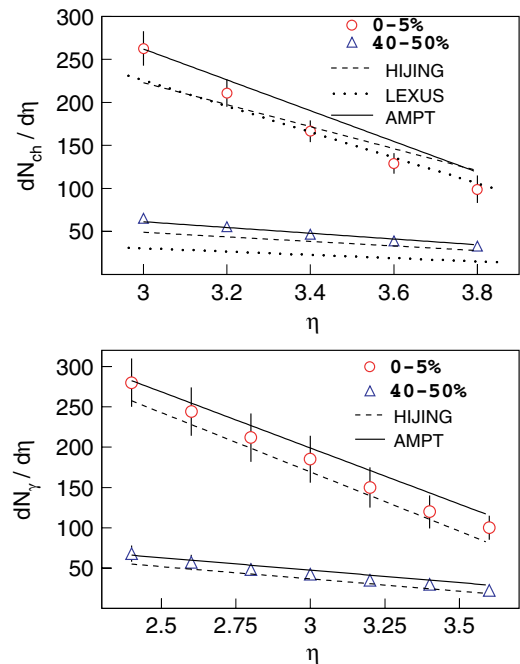 300
250
200
150
100
50
dN_ch / dη
0-5%
40-50%
HIJING
LEXUS
AMPT
3 3.2 3.4 3.6 3.8
η
300
250
200
150
100
50
dN_γ / dη
0-5%
40-50%
HIJING
AMPT
2.5 2.75 3 3.25 3.5
η